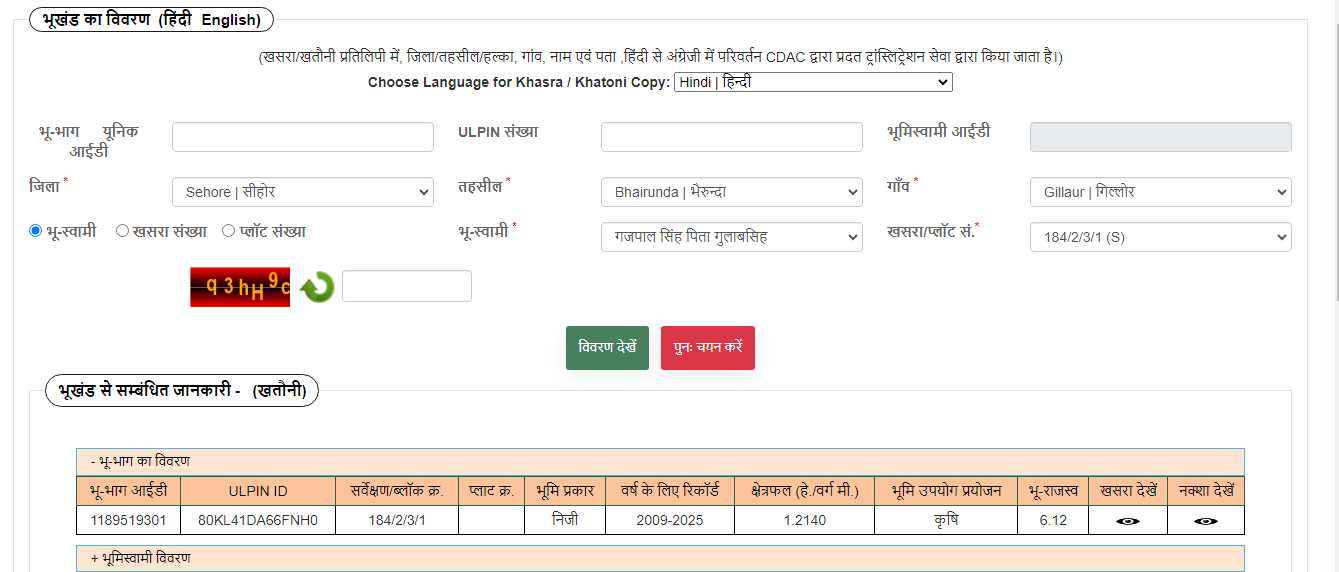 भूखंड का विवरण (हिंदी English)
(खसरा/खतौनी प्रतिलिपी में, जिला/तहसील/हल्का, गांव, नाम एवं पता ,हिंदी से अंग्रेजी में परिवर्तन CDAC द्वारा प्रदत ट्रांस्लिट्रेशन सेवा द्वारा किया जाता है।)
Choose Language for Khasra / Khatoni Copy: Hindi | हिन्दी
भू-भाग यूनिक आईडी ULPIN संख्या भूमिस्वामी आईडी
जिला * Sehore | सीहोर तहसील * Bhairunda | भेरुन्दा गाँव * Gillaur | गिल्लोर
भू-स्वामी खसरा संख्या प्लॉट संख्या भू-स्वामी * गजपाल सिंह पिता गुलाबसिह खसरा/प्लॉट सं.* 184/2/3/1 (S)
q3hH9c
विवरण देखें पुनः चयन करें
भूखंड से सम्बंधित जानकारी - (खतौनी)
- भू-भाग का विवरण
भू-भाग आईडी ULPIN ID सर्वेक्षण/ब्लॉक क्र. प्लाट क्र. भूमि प्रकार वर्ष के लिए रिकॉर्ड क्षेत्रफल (हे./वर्ग मी.) भूमि उपयोग प्रयोजन भू-राजस्व खसरा देखें नक्शा देखें
1189519301 80KL41DA66FNH0 184/2/3/1 निजी 2009-2025 1.2140 कृषि 6.12
+ भूमिस्वामी विवरण